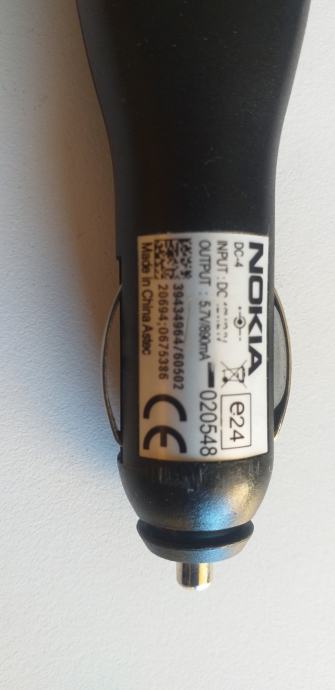 NOKIA
DC-4
e24
INPUT : DC
OUTPUT : 5.7V/890mA
020548
39434964/60502
20694;0675386
Made in China Astec
CE